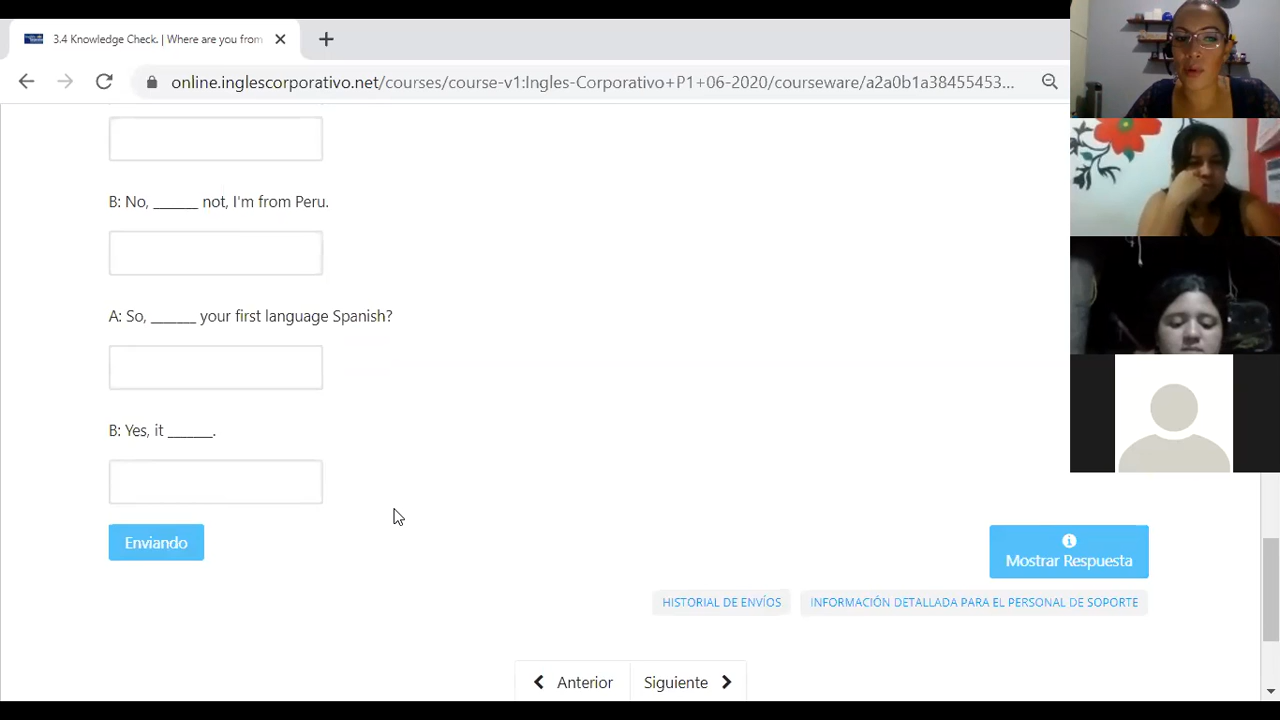 3.4 Knowledge Check. | Where are you from
online.inglescorporativo.net/courses/course-v1:Ingles-Corporativo+P1+06-2020/courseware/a2a0b1a38455453...
B: No, ______ not, I'm from Peru.
A: So, ______ your first language Spanish?
B: Yes, it ______.
Enviando
Mostrar Respuesta
HISTORIAL DE ENVÍOS
INFORMACIÓN DETALLADA PARA EL PERSONAL DE SOPORTE
Anterior
Siguiente